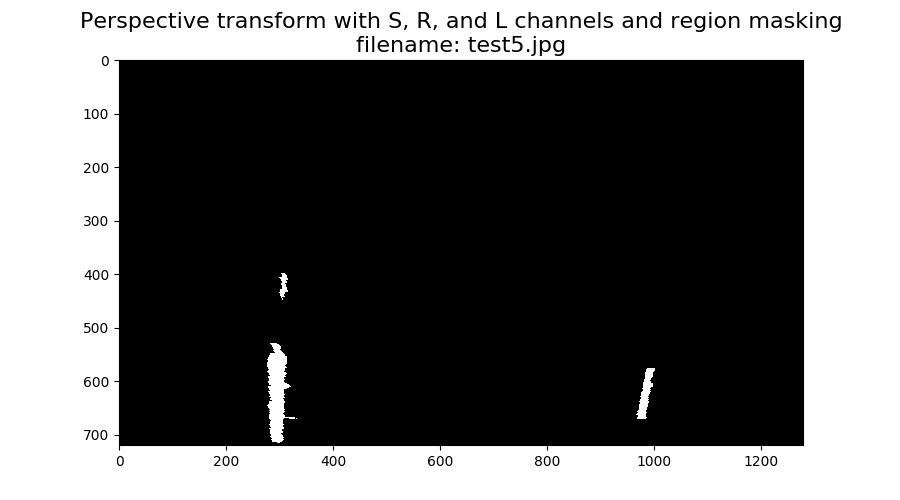 Perspective transform with S, R, and L channels and region masking
filename: test5.jpg
0
100
200
300
400
500
600
700
0 200 400 600 800 1000 1200